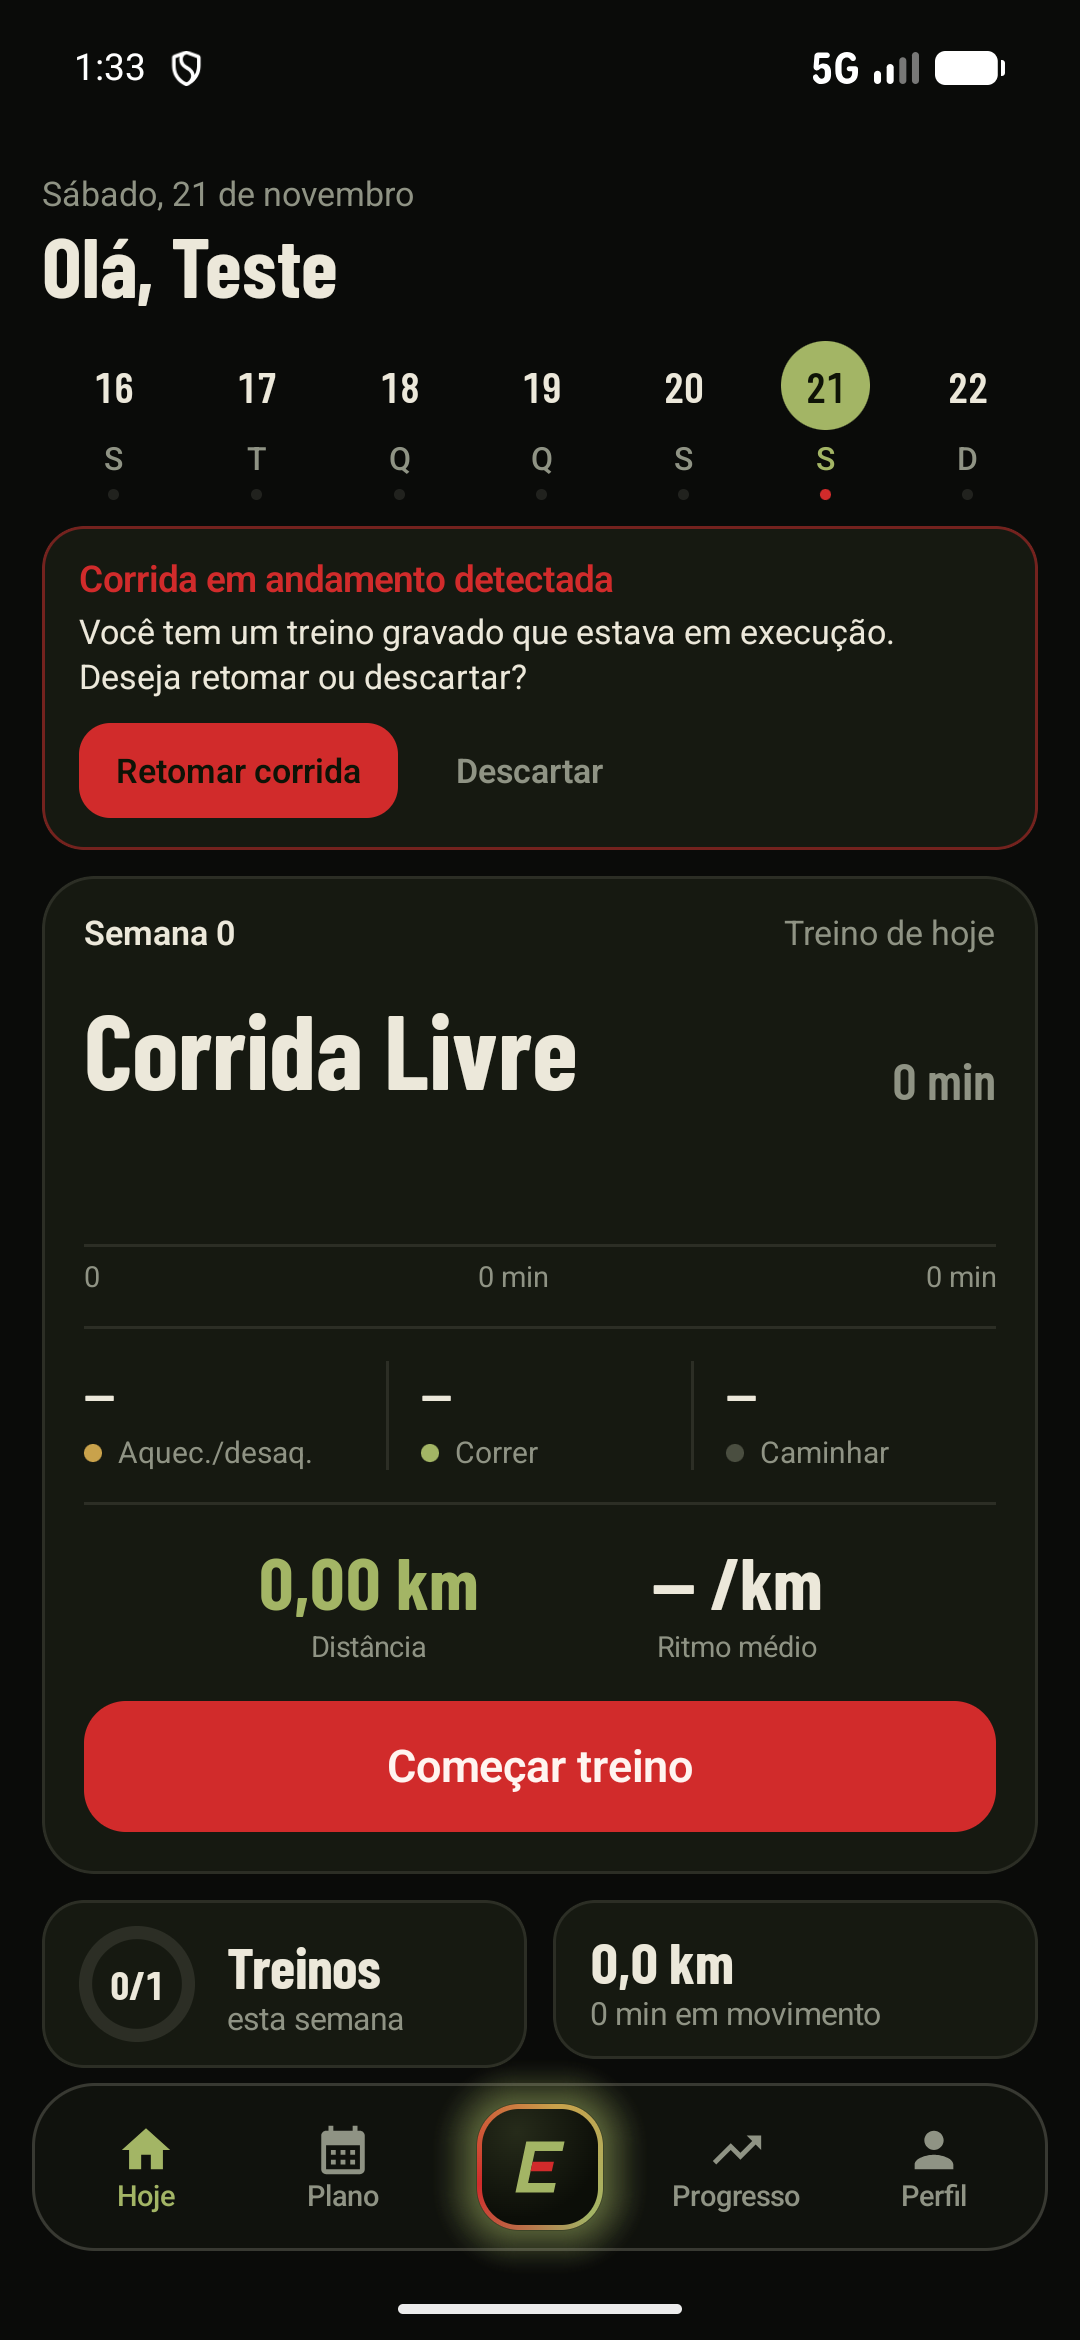 1:33
5G
Sábado, 21 de novembro
Olá, Teste
16 17 18 19 20 21 22
S T Q Q S S D
Corrida em andamento detectada
Você tem um treino gravado que estava em execução.
Deseja retomar ou descartar?
Retomar corrida Descartar
Semana 0 Treino de hoje
Corrida Livre 0 min
0 0 min 0 min
– – –
Aquec./desaq. Correr Caminhar
0,00 km – /km
Distância Ritmo médio
Começar treino
0/1 Treinos
esta semana
0,0 km
0 min em movimento
E
Hoje Plano Progresso Perfil